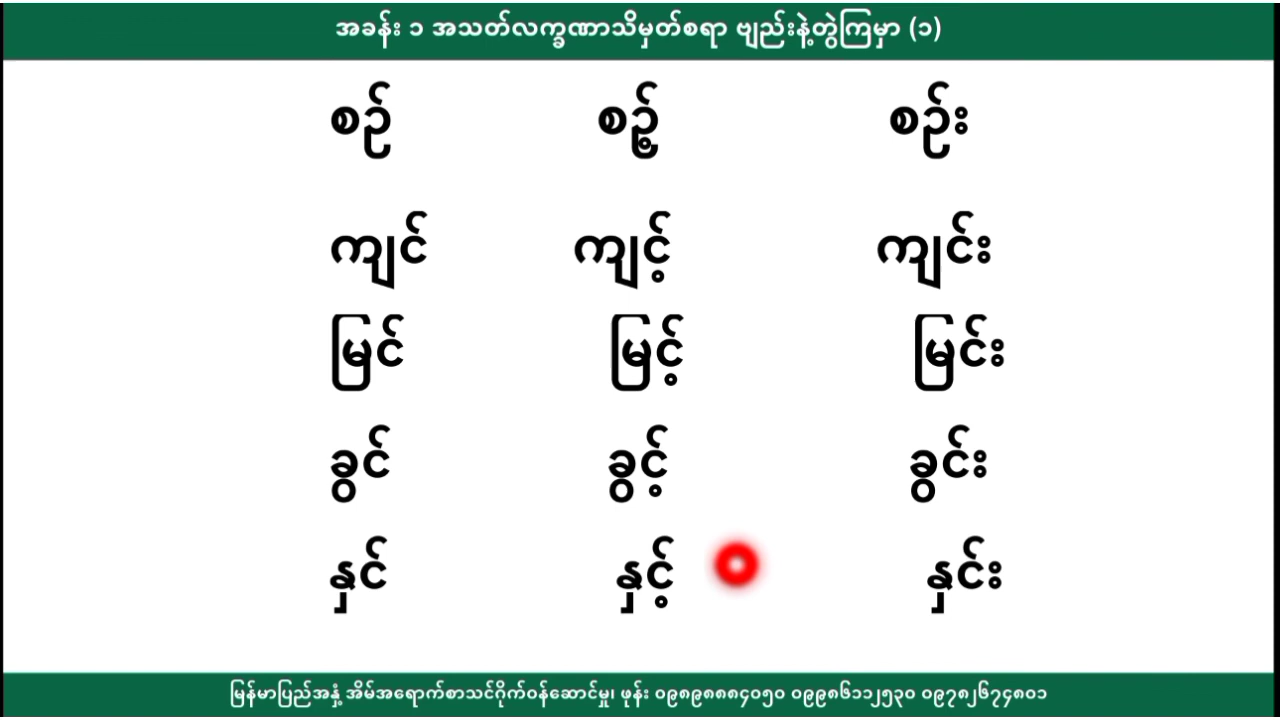 အခန်း ၁ အသတ်လက္ခဏာသိမှတ်စရာ ဗျည်းနဲ့တွဲကြမှာ (၁)
စဉ် စဉ့် စဉ်း
ကျင် ကျင့် ကျင်း
မြင် မြင့် မြင်း
ခွင် ခွင့် ခွင်း
နှင် နှင့် နှင်း
မြန်မာပြည်အနှံ့ အိမ်အရောက်စာသင်ဂိုက်ဝန်ဆောင်မှု၊ ဖုန်း ၀၉၈၉၈၈၈၄၀၅၀ ၀၉၉၈၆၁၁၂၅၃၀ ၀၉၇၈၂၆၇၄၈၀၁